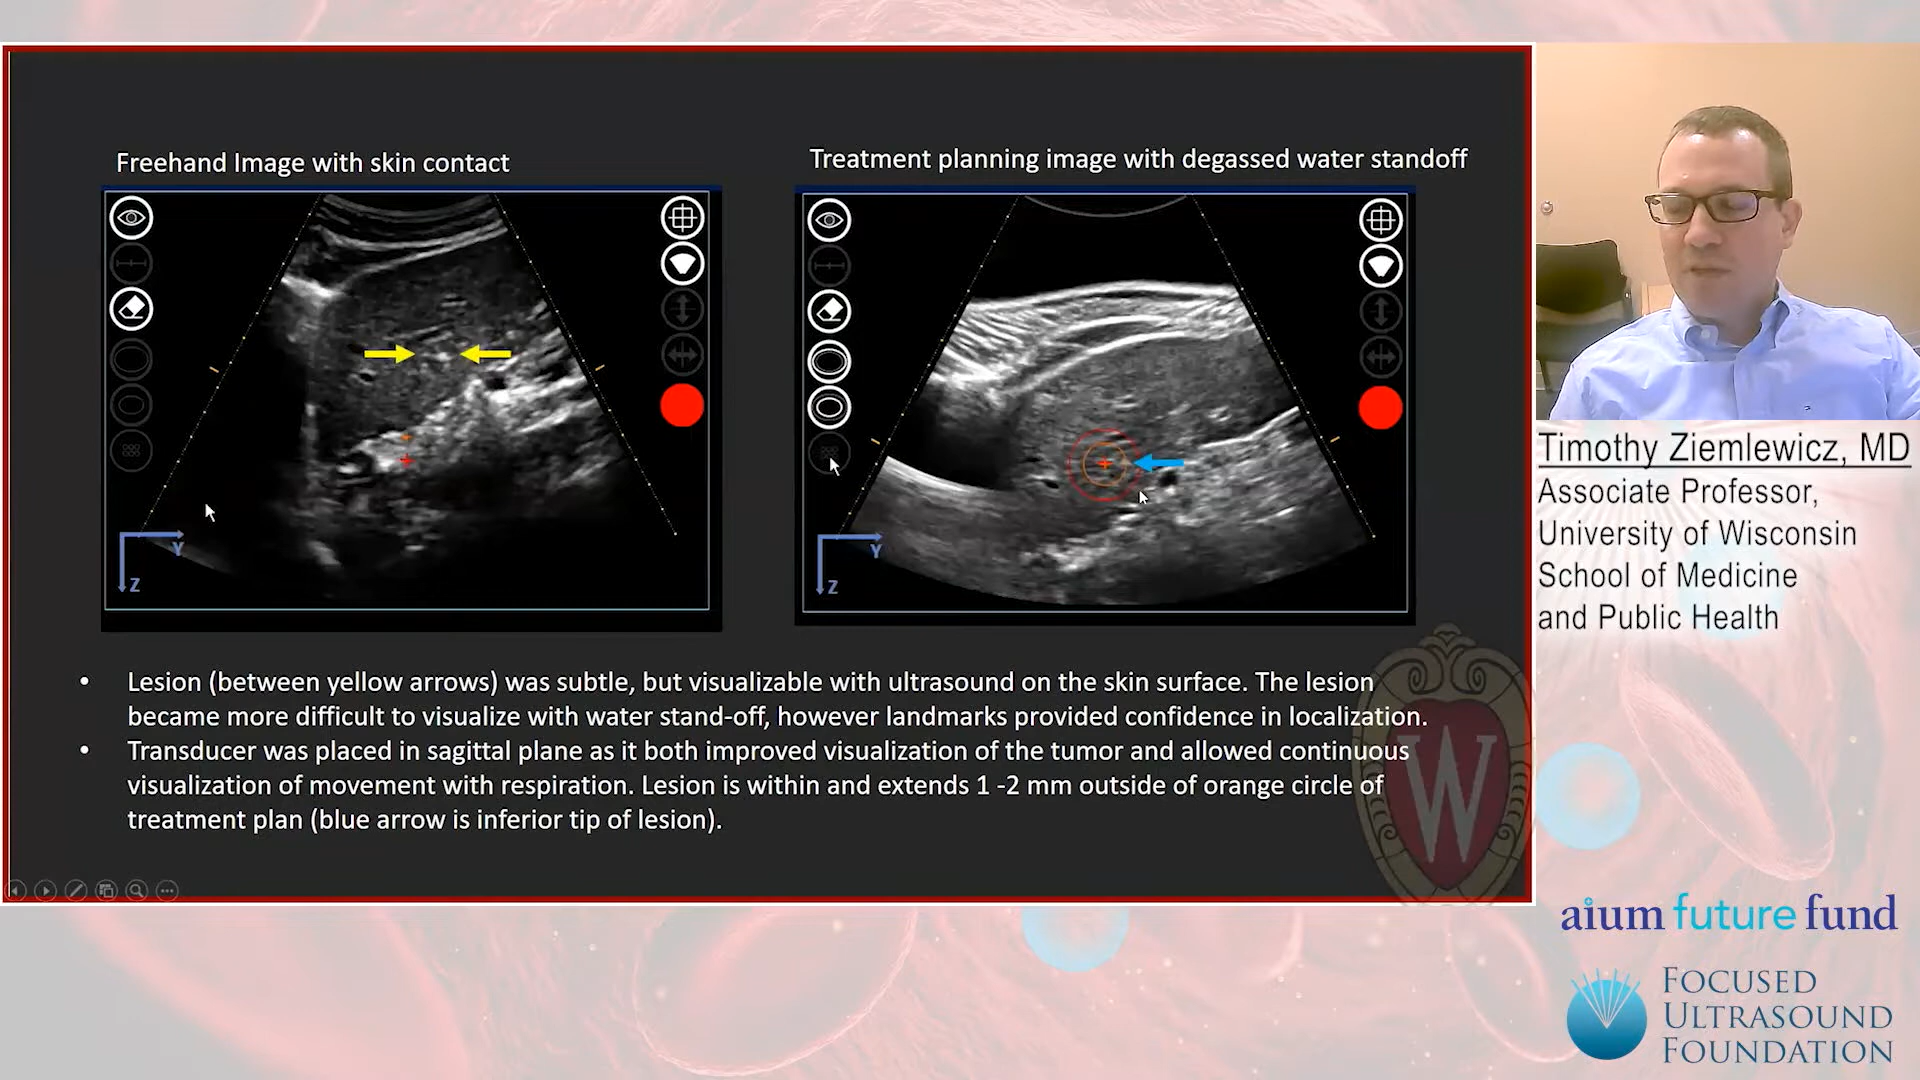 Freehand Image with skin contact
Treatment planning image with degassed water standoff
Y
Z
Y
Z
• Lesion (between yellow arrows) was subtle, but visualizable with ultrasound on the skin surface. The lesion
became more difficult to visualize with water stand-off, however landmarks provided confidence in localization.
• Transducer was placed in sagittal plane as it both improved visualization of the tumor and allowed continuous
visualization of movement with respiration. Lesion is within and extends 1 -2 mm outside of orange circle of
treatment plan (blue arrow is inferior tip of lesion).
W
Timothy Ziemlewicz, MD
Associate Professor,
University of Wisconsin
School of Medicine
and Public Health
aium future fund
FOCUSED
ULTRASOUND
FOUNDATION